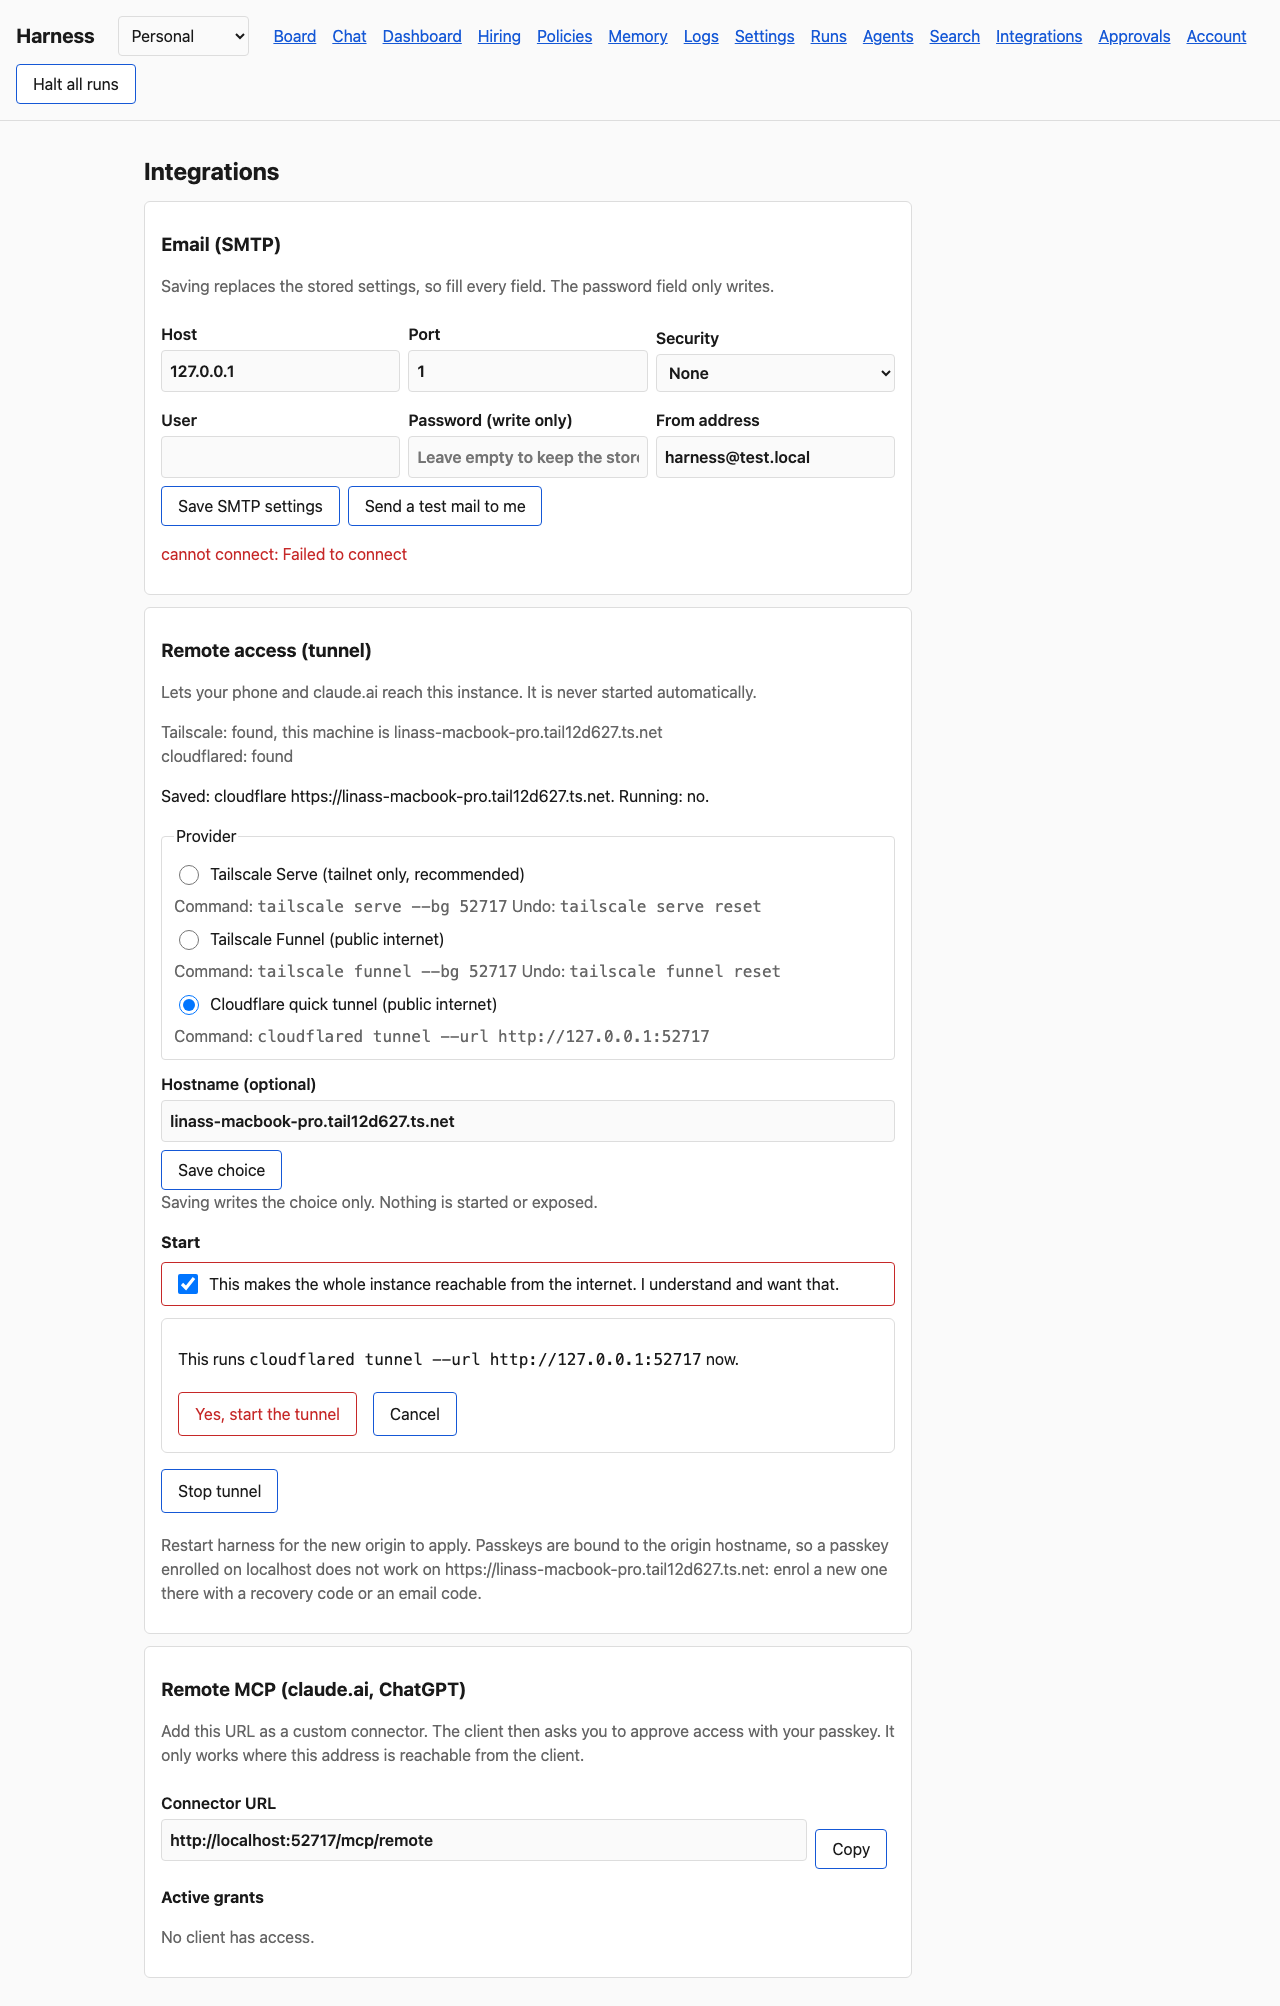 Harness
Personal
Board Chat Dashboard Hiring Policies Memory Logs Settings Runs Agents Search Integrations Approvals Account
Halt all runs
Integrations
Email (SMTP)
Saving replaces the stored settings, so fill every field. The password field only writes.
Host Port Security
127.0.0.1 1 None
User Password (write only) From address
Leave empty to keep the store harness@test.local
Save SMTP settings Send a test mail to me
cannot connect: Failed to connect
Remote access (tunnel)
Lets your phone and claude.ai reach this instance. It is never started automatically.
Tailscale: found, this machine is linass-macbook-pro.tail12d627.ts.net
cloudflared: found
Saved: cloudflare https://linass-macbook-pro.tail12d627.ts.net. Running: no.
Provider
Tailscale Serve (tailnet only, recommended)
Command: tailscale serve --bg 52717 Undo: tailscale serve reset
Tailscale Funnel (public internet)
Command: tailscale funnel --bg 52717 Undo: tailscale funnel reset
Cloudflare quick tunnel (public internet)
Command: cloudflared tunnel --url http://127.0.0.1:52717
Hostname (optional)
linass-macbook-pro.tail12d627.ts.net
Save choice
Saving writes the choice only. Nothing is started or exposed.
Start
This makes the whole instance reachable from the internet. I understand and want that.
This runs cloudflared tunnel --url http://127.0.0.1:52717 now.
Yes, start the tunnel Cancel
Stop tunnel
Restart harness for the new origin to apply. Passkeys are bound to the origin hostname, so a passkey
enrolled on localhost does not work on https://linass-macbook-pro.tail12d627.ts.net: enrol a new one
there with a recovery code or an email code.
Remote MCP (claude.ai, ChatGPT)
Add this URL as a custom connector. The client then asks you to approve access with your passkey. It
only works where this address is reachable from the client.
Connector URL
http://localhost:52717/mcp/remote
Copy
Active grants
No client has access.